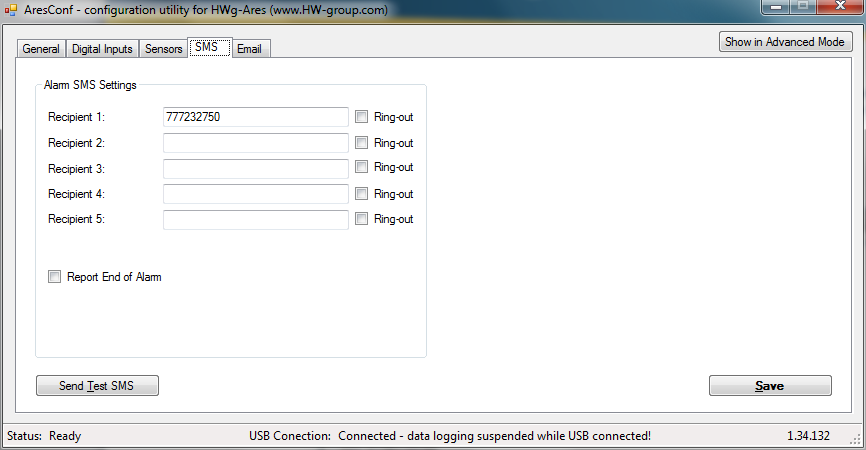 AresConf - configuration utility for HWg-Ares (www.HW-group.com)
Show in Advanced Mode
General Digital Inputs Sensors SMS Email
Alarm SMS Settings
Recipient 1: 777232750 Ring-out
Recipient 2: Ring-out
Recipient 3: Ring-out
Recipient 4: Ring-out
Recipient 5: Ring-out
Report End of Alarm
Send Test SMS Save
Status: Ready USB Conection: Connected - data logging suspended while USB connected! 1.34.132